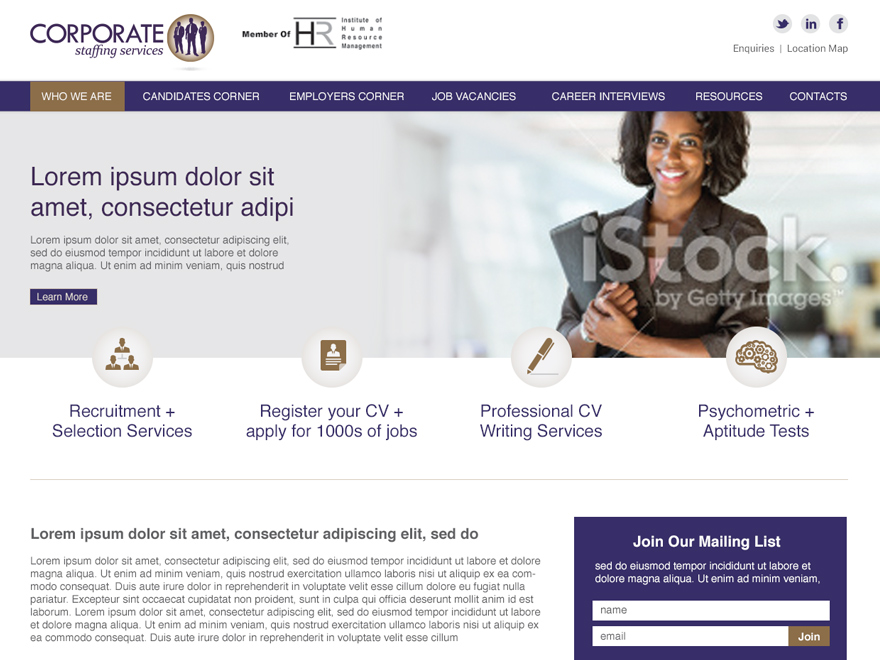 CORPORATE
staffing services
Member Of HR Institute of
Human
Resource
Management
Enquiries | Location Map
WHO WE ARE CANDIDATES CORNER EMPLOYERS CORNER JOB VACANCIES CAREER INTERVIEWS RESOURCES CONTACTS
Lorem ipsum dolor sit
amet, consectetur adipi
Lorem ipsum dolor sit amet, consectetur adipiscing elit,
sed do eiusmod tempor incididunt ut labore et dolore
magna aliqua. Ut enim ad minim veniam, quis nostrud
Learn More
iStock.
by Getty Images™
Recruitment +
Selection Services
Register your CV +
apply for 1000s of jobs
Professional CV
Writing Services
Psychometric +
Aptitude Tests
Lorem ipsum dolor sit amet, consectetur adipiscing elit, sed do
Lorem ipsum dolor sit amet, consectetur adipiscing elit, sed do eiusmod tempor incididunt ut labore et dolore
magna aliqua. Ut enim ad minim veniam, quis nostrud exercitation ullamco laboris nisi ut aliquip ex ea com-
modo consequat. Duis aute irure dolor in reprehenderit in voluptate velit esse cillum dolore eu fugiat nulla
pariatur. Excepteur sint occaecat cupidatat non proident, sunt in culpa qui officia deserunt mollit anim id est
laborum. Lorem ipsum dolor sit amet, consectetur adipiscing elit, sed do eiusmod tempor incididunt ut labore
et dolore magna aliqua. Ut enim ad minim veniam, quis nostrud exercitation ullamco laboris nisi ut aliquip ex
ea commodo consequat. Duis aute irure dolor in reprehenderit in voluptate velit esse cillum
Join Our Mailing List
sed do eiusmod tempor incididunt ut labore et
dolore magna aliqua. Ut enim ad minim veniam,
name
email
Join